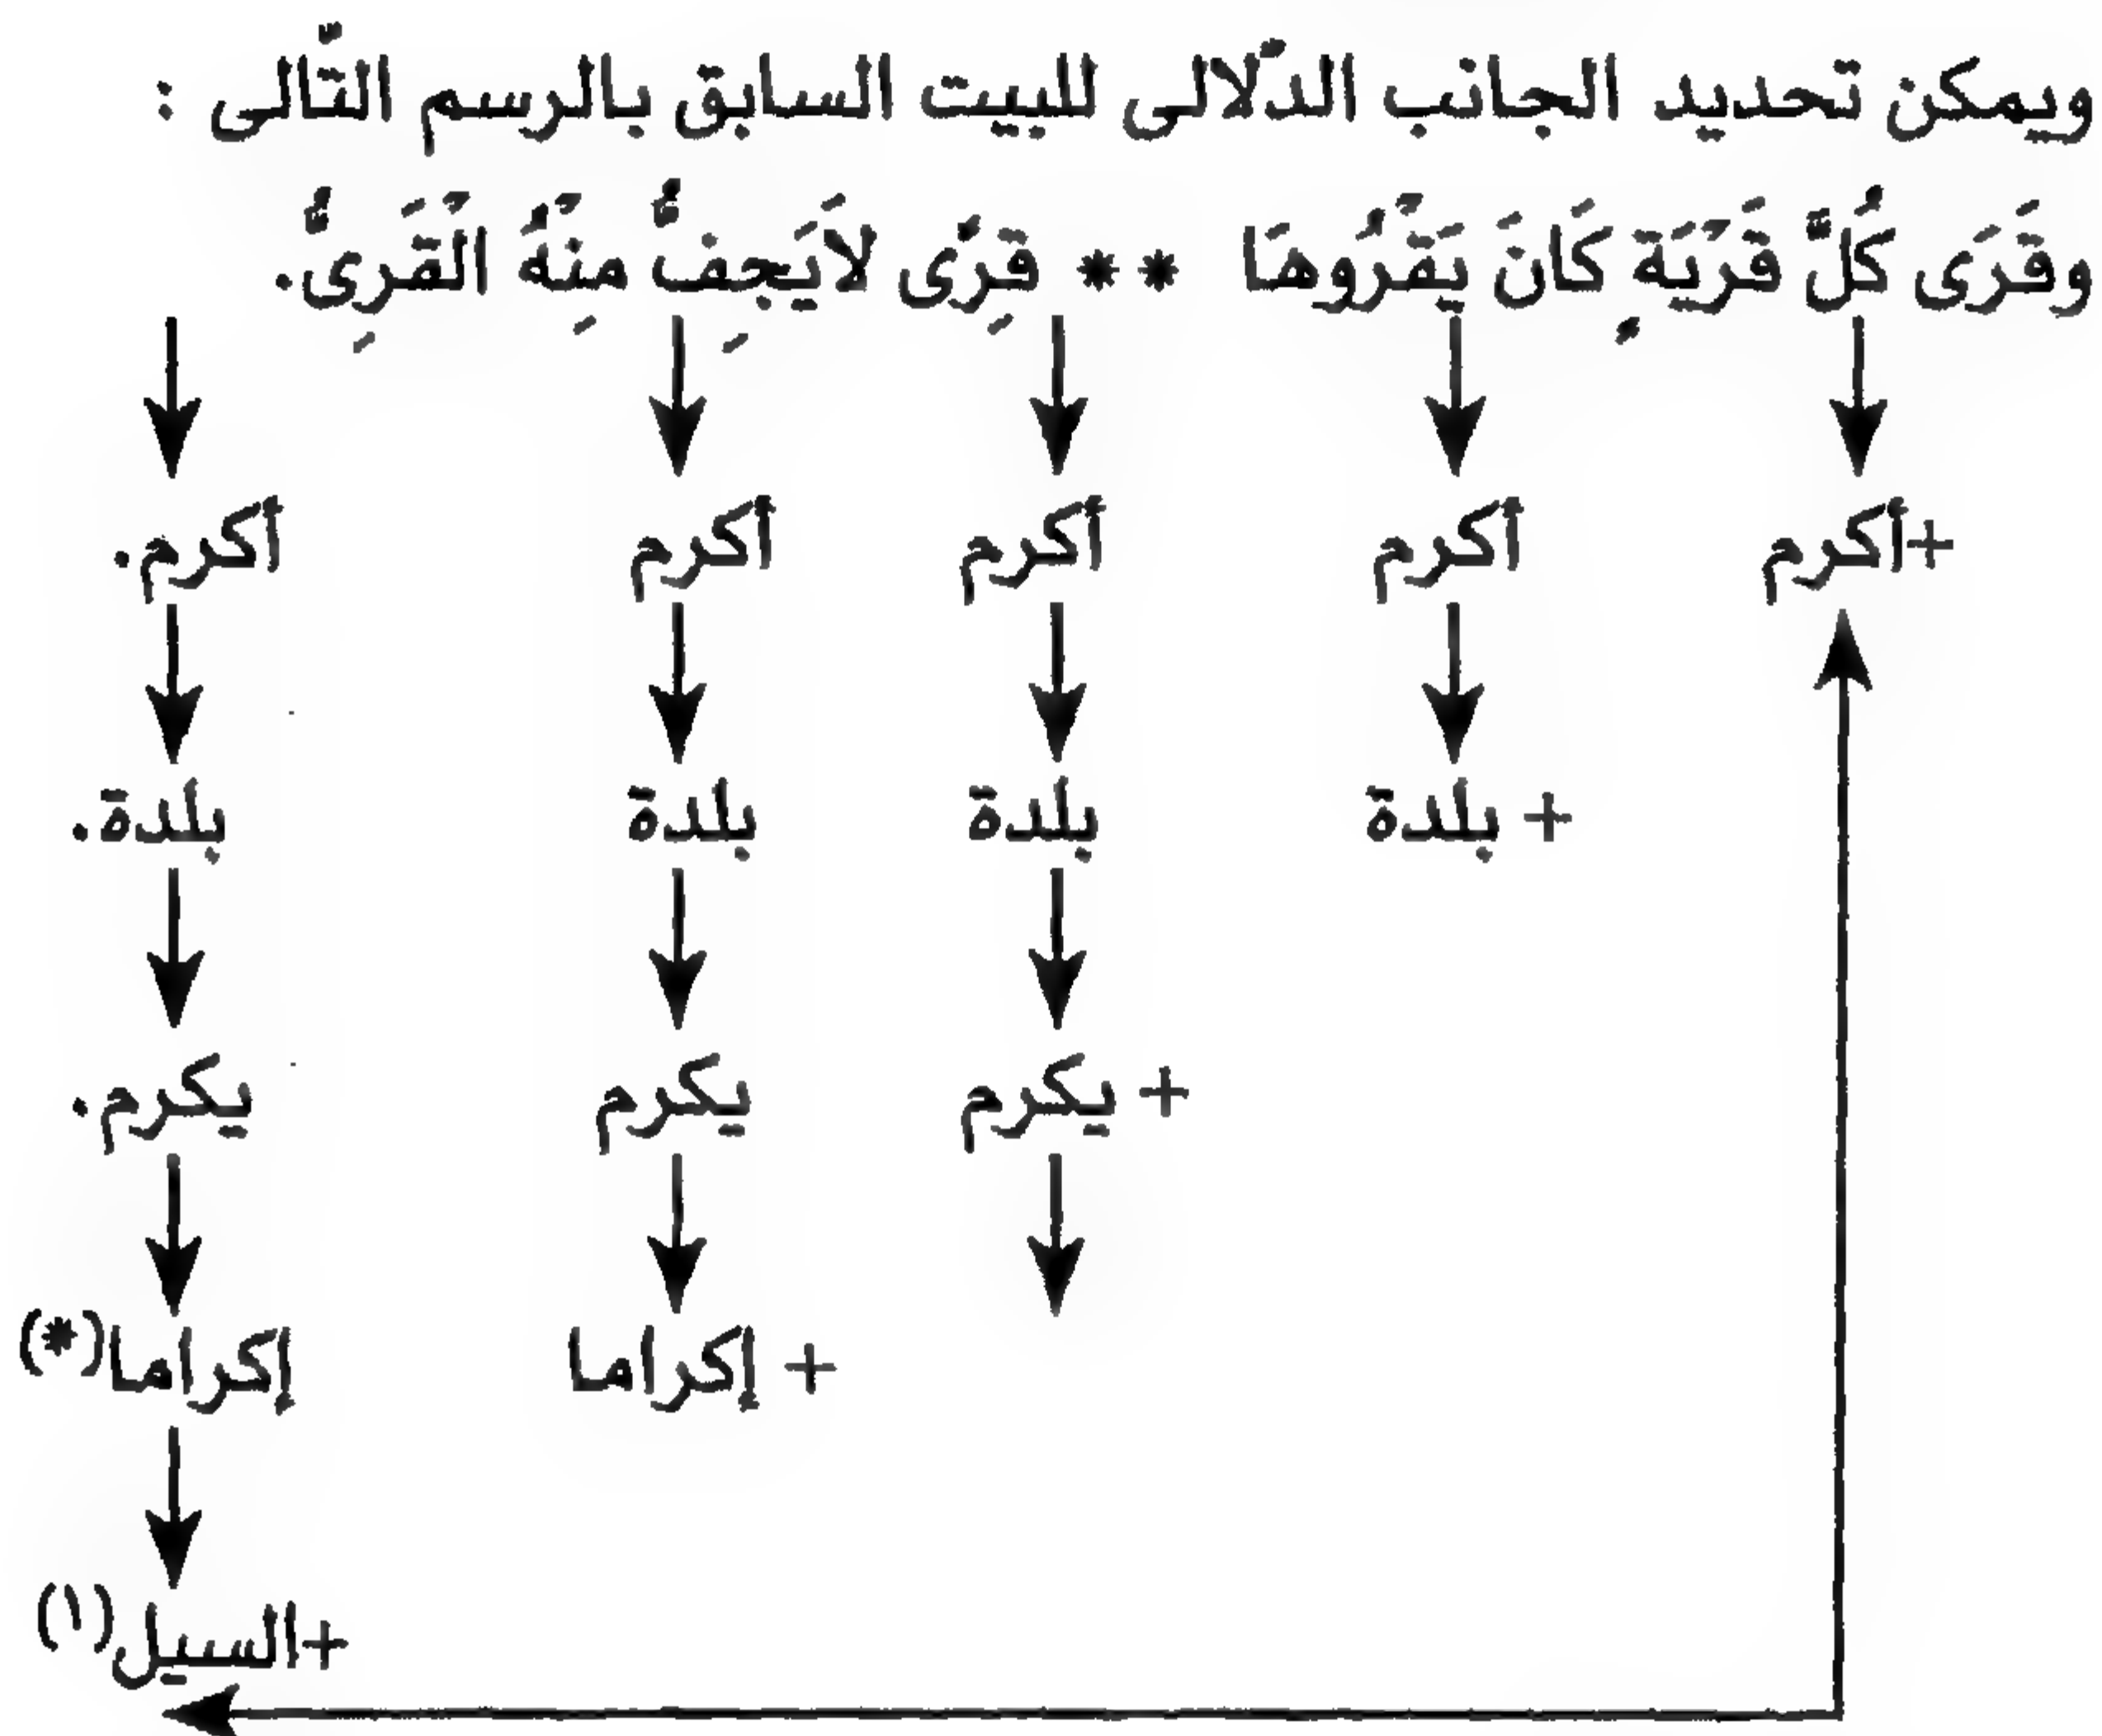 ويمكن تحديد الجانب الدّلالى للبيت السابق بالرسم التّالى :
وقَرَى كُلَّ قَرْيَةٍ كَانَ يَقْرُوهَا ** قِرًى لاَيَجِفُّ مِنْهُ الْقَرِىُّ.
+أكرم أكرم أكرم أكرم أكرم.
+ بلدة بلدة بلدة بلدة.
+ يكرم يكرم يكرم.
+ إكراما إكراما(*)
+السيل(١)